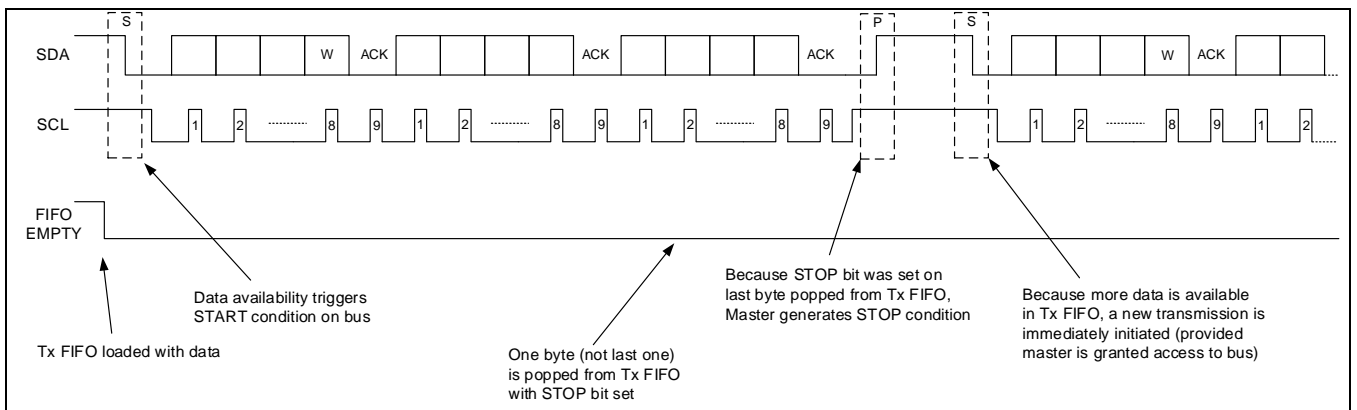 S P S
SDA W ACK ACK ACK W ACK
SCL 1 2 8 9 1 2 8 9 1 2 8 9 1 2 8 9 1 2
FIFO
EMPTY
Tx FIFO loaded with data
Data availability triggers
START condition on bus
One byte (not last one)
is popped from Tx FIFO
with STOP bit set
Because STOP bit was set on
last byte popped from Tx FIFO,
Master generates STOP condition
Because more data is available
in Tx FIFO, a new transmission is
immediately initiated (provided
master is granted access to bus)